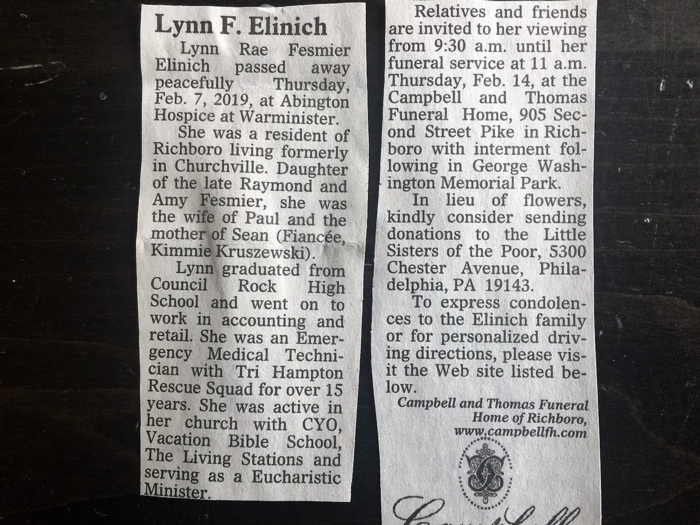 Lynn F. Elinich
Lynn Rae Fesmier
Elinich passed away
peacefully Thursday,
Feb. 7, 2019, at Abington
Hospice at Warminister.
She was a resident of
Richboro living formerly
in Churchville. Daughter
of the late Raymond and
Amy Fesmier, she was
the wife of Paul and the
mother of Sean (Fiancée,
Kimmie Kruszewski).
Lynn graduated from
Council Rock High
School and went on to
work in accounting and
retail. She was an Emer-
gency Medical Techni-
cian with Tri Hampton
Rescue Squad for over 15
years. She was active in
her church with CYO,
Vacation Bible School,
The Living Stations and
serving as a Eucharistic
Minister.
Relatives and friends
are invited to her viewing
from 9:30 a.m. until her
funeral service at 11 a.m.
Thursday, Feb. 14, at the
Campbell and Thomas
Funeral Home, 905 Sec-
ond Street Pike in Rich-
boro with interment fol-
lowing in George Wash-
ington Memorial Park.
In lieu of flowers,
kindly consider sending
donations to the Little
Sisters of the Poor, 5300
Chester Avenue, Phila-
delphia, PA 19143.
To express condolen-
ces to the Elinich family
or for personalized driv-
ing directions, please vis-
it the Web site listed be-
low.
Campbell and Thomas Funeral
Home of Richboro,
www.campbellfh.com